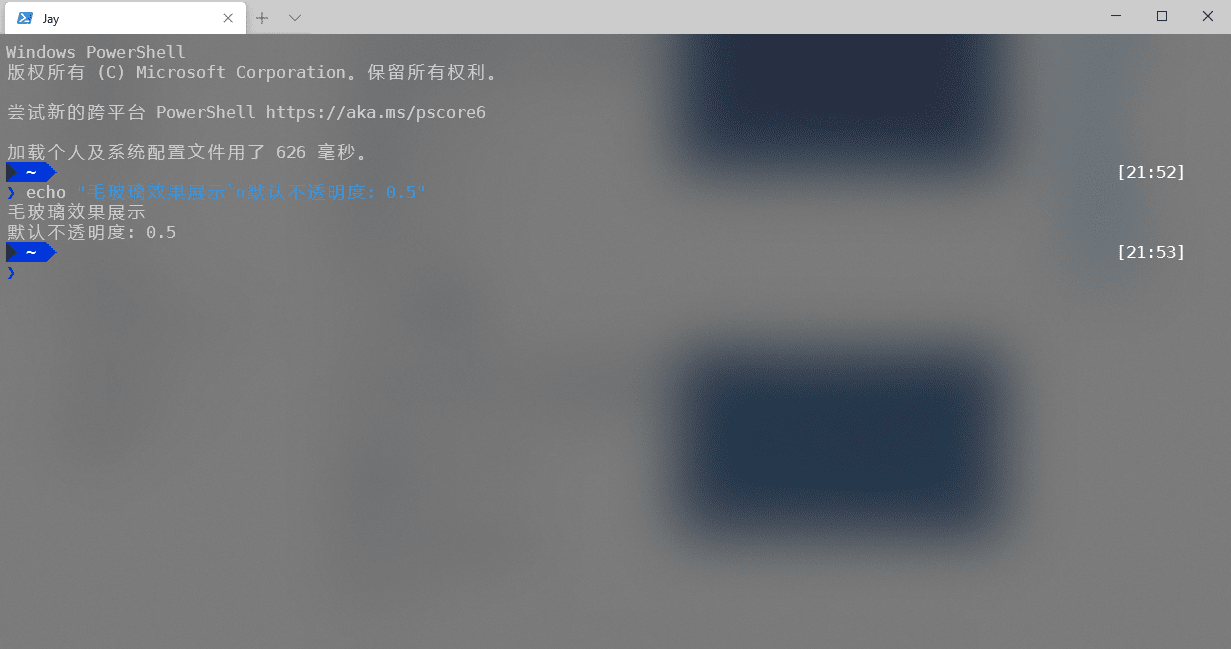 Jay
Windows PowerShell
版权所有 (C) Microsoft Corporation。保留所有权利。
尝试新的跨平台 PowerShell https://aka.ms/pscore6
加载个人及系统配置文件用了 626 毫秒。
~ [21:52]
❯ echo "毛玻璃效果展示`n默认不透明度: 0.5"
毛玻璃效果展示
默认不透明度: 0.5
~ [21:53]
❯